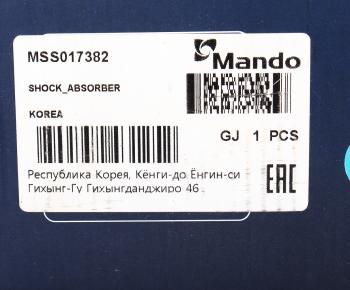 MSS017382
Mando
SHOCK_ABSORBER
KOREA
GJ 1 PCS
Республика Корея, Кёнги-до Ёнгин-си
Гихынг-Гу Гихынгданджиро 46
EAC